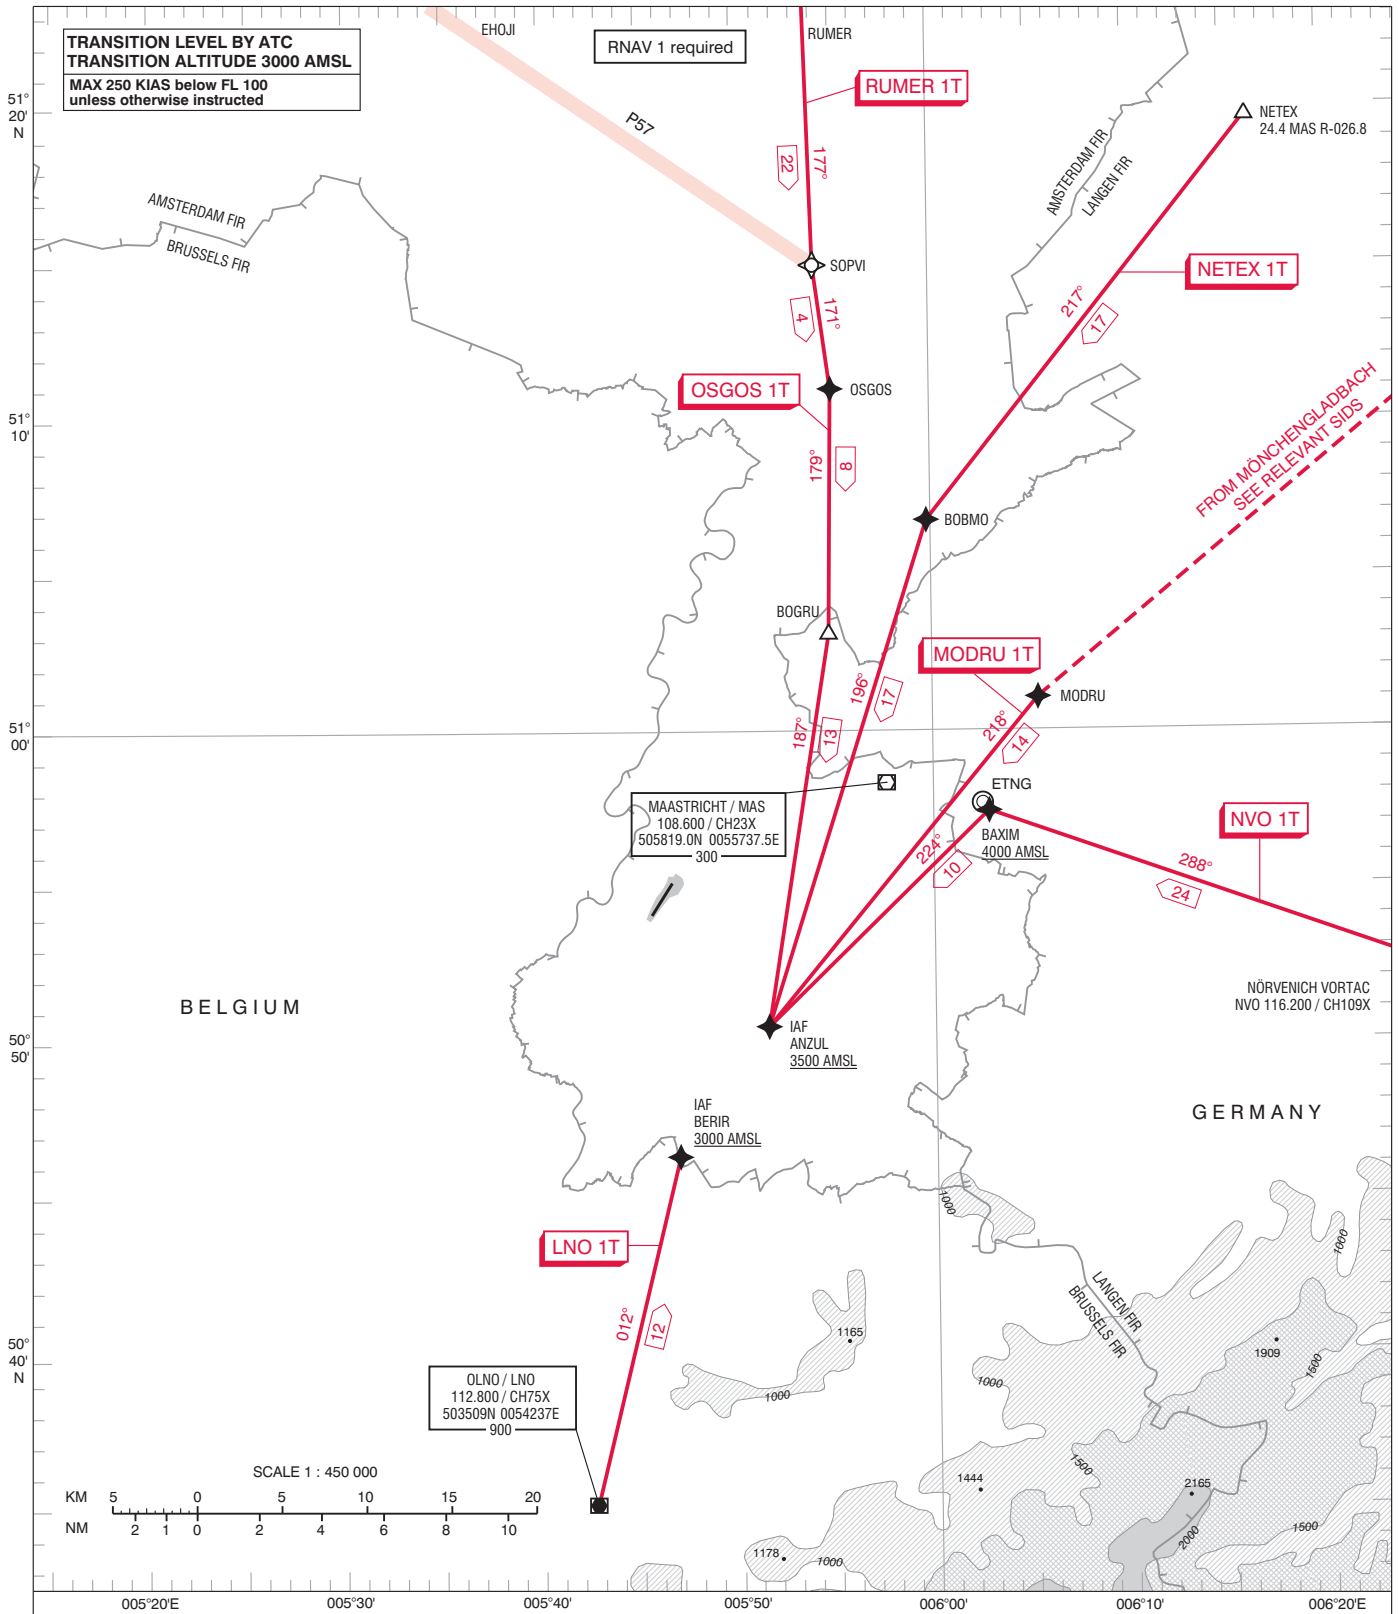 TRANSITION LEVEL BY ATC
TRANSITION ALTITUDE 3000 AMSL
MAX 250 KIAS below FL 100
unless otherwise instructed
EHOJI
RNAV 1 required
RUMER
RUMER 1T
P57
51°
20'
N
NETEX
24.4 MAS R-026.8
AMSTERDAM FIR
LANGEN FIR
22
177°
AMSTERDAM FIR
BRUSSELS FIR
SOPVI
NETEX 1T
217°
17
4
171°
OSGOS 1T
OSGOS
FROM MÖNCHENGLADBACH
SEE RELEVANT SIDS
51°
10'
179°
8
BOBMO
BOGRU
MODRU 1T
MODRU
196°
17
218°
14
187°
13
51°
00'
ETNG
MAASTRICHT / MAS
108.600 / CH23X
505819.0N 0055737.5E
300
BAXIM
4000 AMSL
NVO 1T
224°
10
288°
24
NÖRVENICH VORTAC
NVO 116.200 / CH109X
BELGIUM
IAF
ANZUL
3500 AMSL
50°
50'
IAF
BERIR
3000 AMSL
GERMANY
1000
1000
LNO 1T
LANGEN FIR
BRUSSELS FIR
012°
12
1165
1909
1500
50°
40'
N
1000
1000
OLNO / LNO
112.800 / CH75X
503509N 0054237E
900
1500
1444
2165
SCALE 1 : 450 000
KM
5
0
5
10
15
20
NM
2
1
0
2
4
6
8
10
1500
2000
1178
1000
005°20'E
005°30'
005°40'
005°50'
006°00'
006°10'
006°20'E